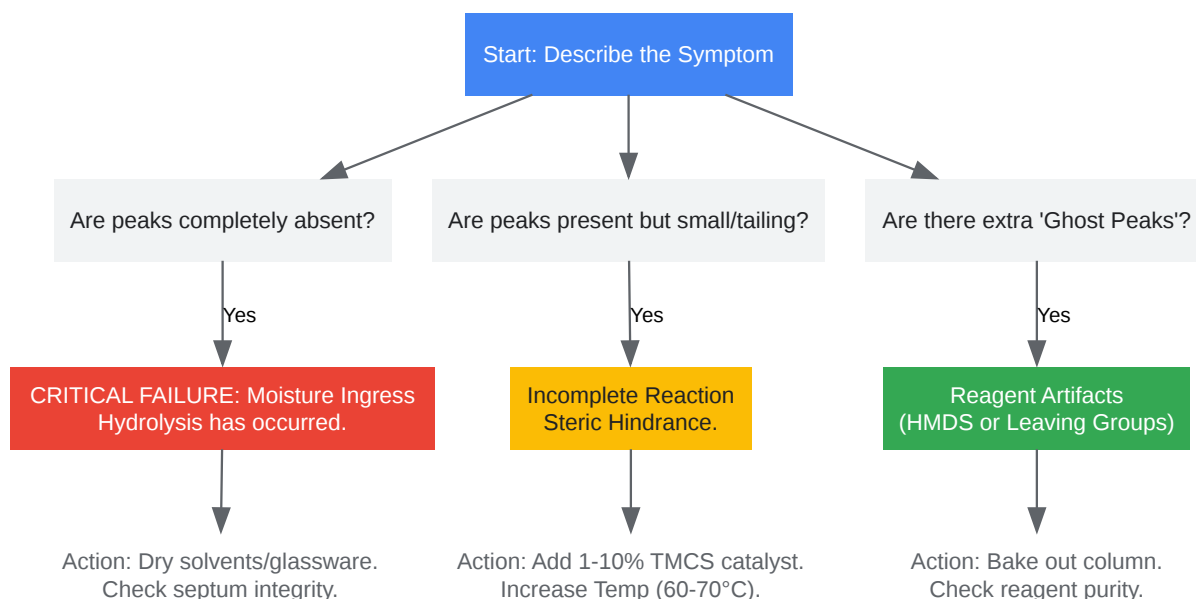 Start: Describe the Symptom
Are peaks completely absent?
Are peaks present but small/tailing?
Are there extra 'Ghost Peaks'?
Yes
Yes
Yes
CRITICAL FAILURE: Moisture Ingress
Hydrolysis has occurred.
Incomplete Reaction
Steric Hindrance.
Reagent Artifacts
(HMDS or Leaving Groups)
Action: Dry solvents/glassware.
Check septum integrity.
Action: Add 1-10% TMCS catalyst.
Increase Temp (60-70°C).
Action: Bake out column.
Check reagent purity.